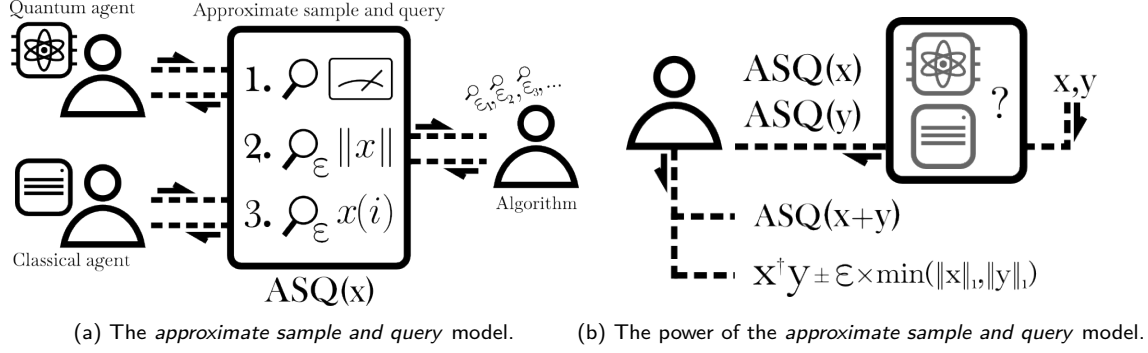 Quantum agent
Approximate sample and query
1.
2. ε ‖x‖
3. ε x(i)
ε₁, ε₂, ε₃, ...
Algorithm
Classical agent
ASQ(x)
(a) The approximate sample and query model.
ASQ(x)
ASQ(y)
?
x,y
ASQ(x+y)
x†y ± ε × min(‖x‖₁,‖y‖₁)
(b) The power of the approximate sample and query model.